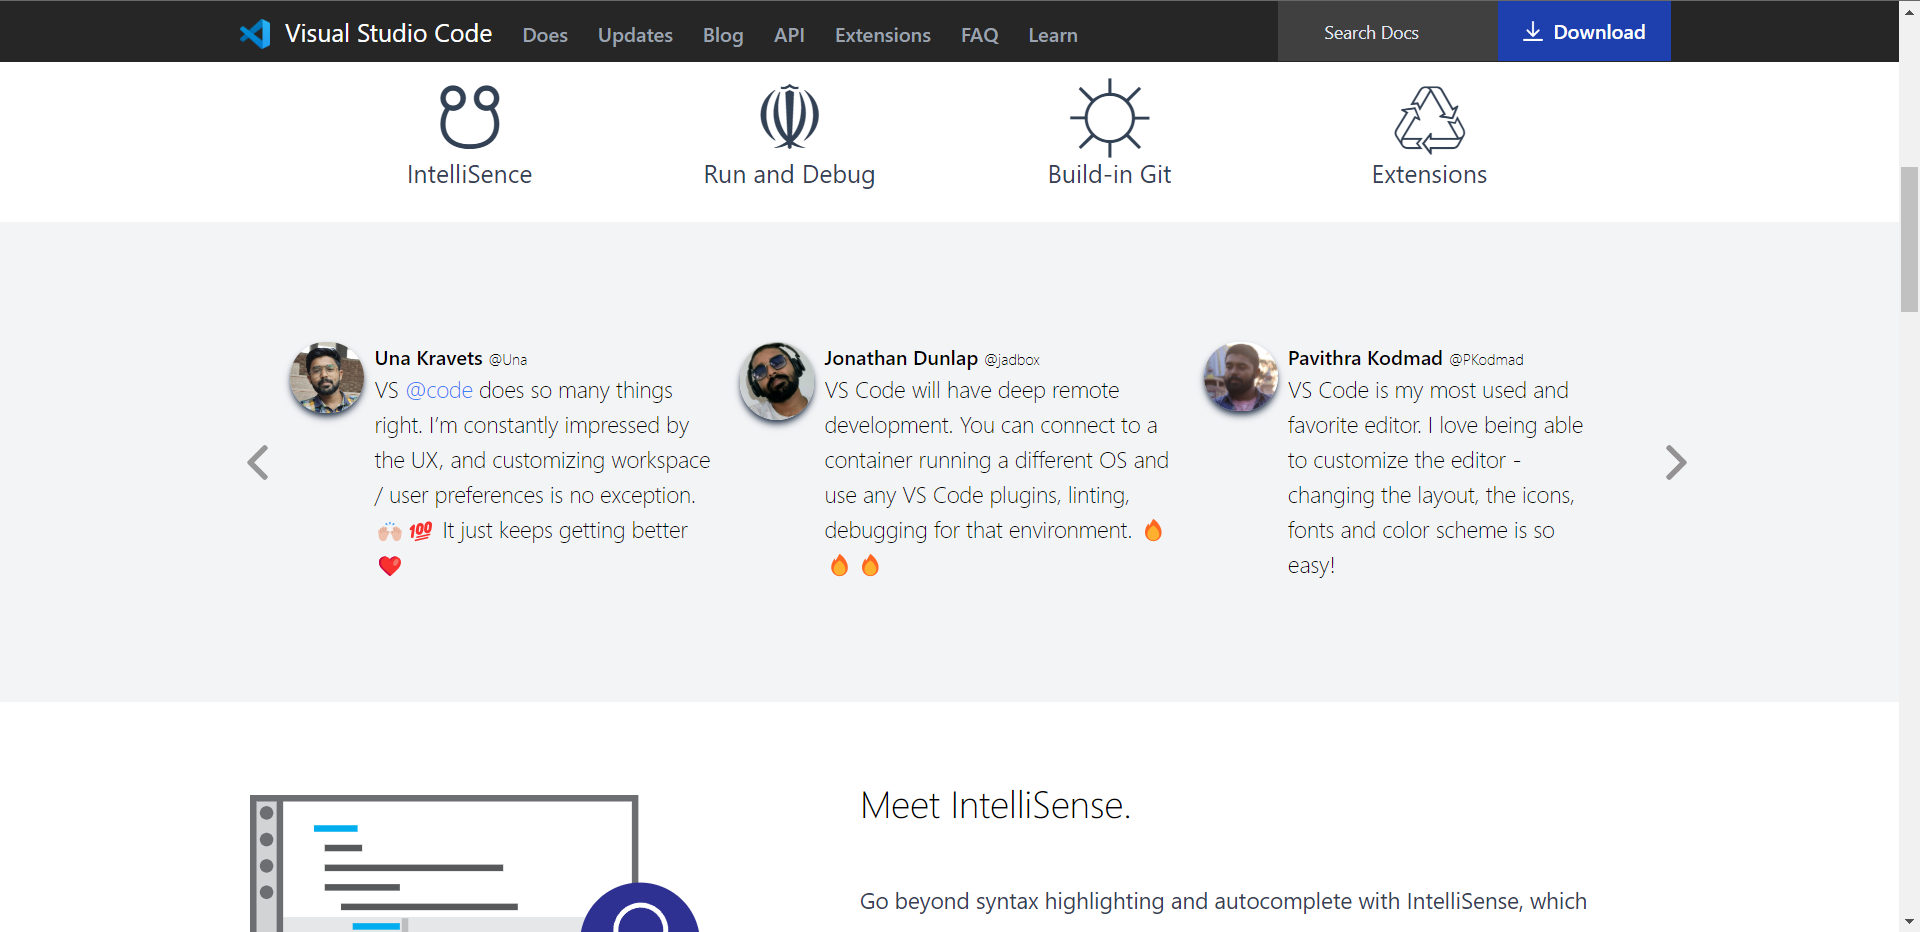 Visual Studio Code Does Updates Blog API Extensions FAQ Learn Search Docs Download
IntelliSence Run and Debug Build-in Git Extensions
Una Kravets @Una
VS @code does so many things
right. I’m constantly impressed by
the UX, and customizing workspace
/ user preferences is no exception.
🙌🏻 💯 It just keeps getting better
❤️
Jonathan Dunlap @jadbox
VS Code will have deep remote
development. You can connect to a
container running a different OS and
use any VS Code plugins, linting,
debugging for that environment. 🔥
🔥 🔥
Pavithra Kodmad @PKodmad
VS Code is my most used and
favorite editor. I love being able
to customize the editor -
changing the layout, the icons,
fonts and color scheme is so
easy!
Meet IntelliSense.
Go beyond syntax highlighting and autocomplete with IntelliSense, which